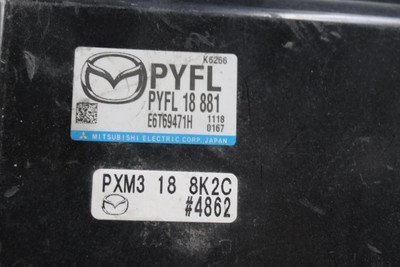 K6266
PYFL
PYFL 18 881
E6T69471H 1118
0167
MITSUBISHI ELECTRIC CORP. JAPAN
PXM3 18 8K2C
#4862